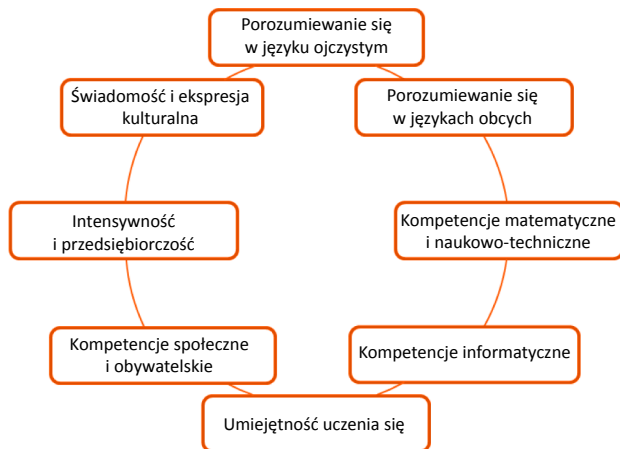 Porozumiewanie się
w języku ojczystym
Porozumiewanie się
w językach obcych
Kompetencje matematyczne
i naukowo-techniczne
Kompetencje informatyczne
Umiejętność uczenia się
Kompetencje społeczne
i obywatelskie
Intensywność
i przedsiębiorczość
Świadomość i ekspresja
kulturalna